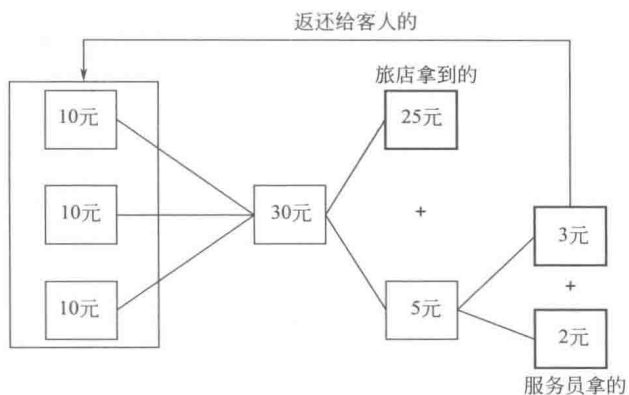 返还给客人的
旅店拿到的
10元
25元
10元
30元
+
3元
+
10元
5元
2元
服务员拿的